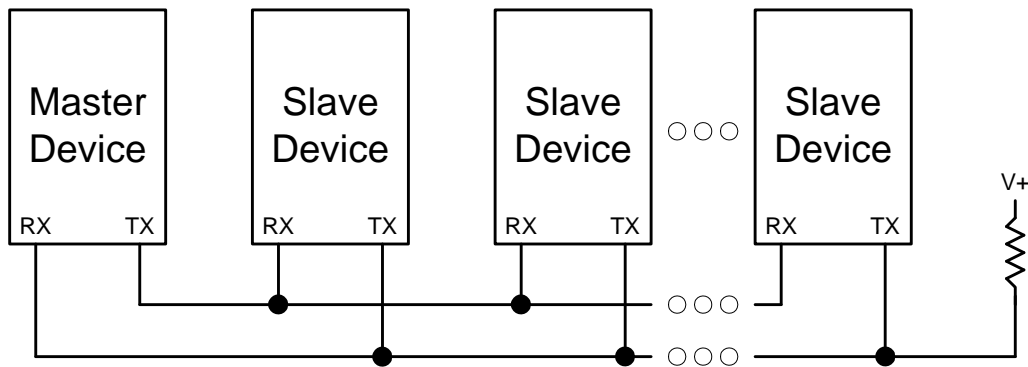 Master
Device
Slave
Device
Slave
Device
Slave
Device
V+
RX TX
RX TX
RX TX
RX TX